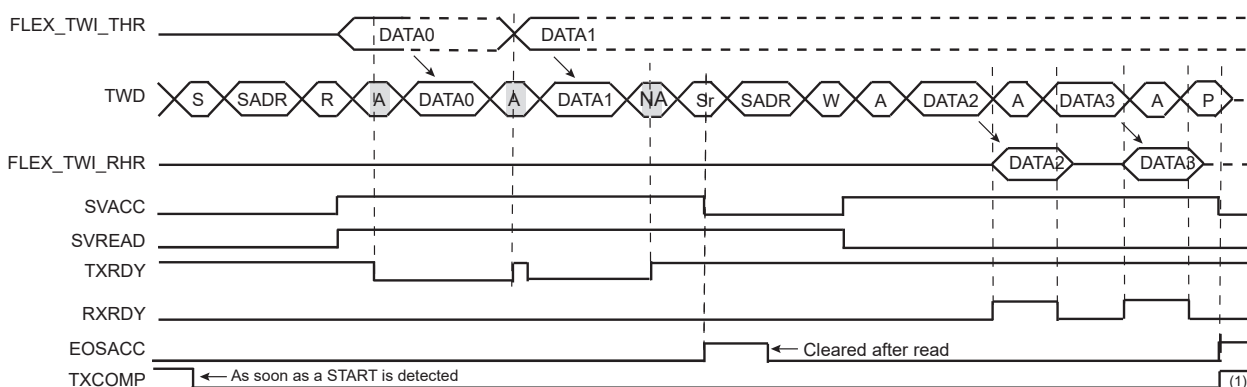 FLEX_TWI_THR DATA0 DATA1
TWD S SADR R A DATA0 A DATA1 NA Sr SADR W A DATA2 A DATA3 A P
FLEX_TWI_RHR DATA2 DATA3
SVACC
SVREAD
TXRDY
RXRDY
EOSACC Cleared after read
TXCOMP As soon as a START is detected (1)